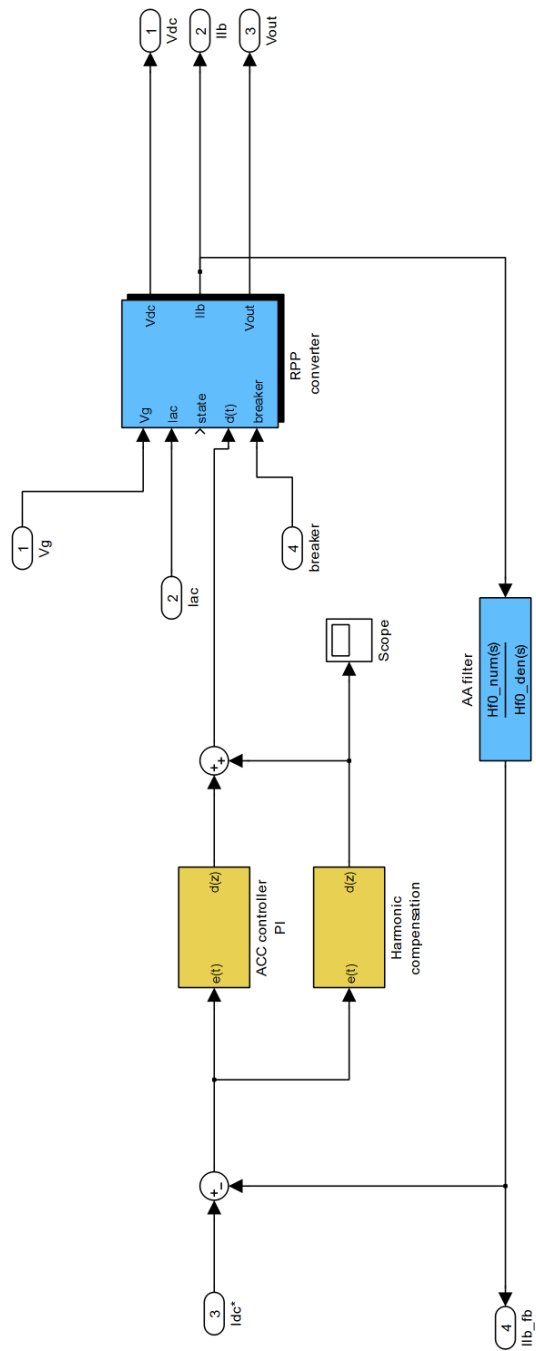 1
Vg
2
Iac
3
Idc*
4
breaker
e(t)
d(z)
ACC controller
PI
e(t)
d(z)
Harmonic
compensation
Scope
Vg
Iac
state
d(t)
breaker
Vdc
Ilb
Vout
RPP
converter
1
Vdc
2
Ilb
3
Vout
AA filter
Hf0_num(s)
Hf0_den(s)
4
Ilb_fb